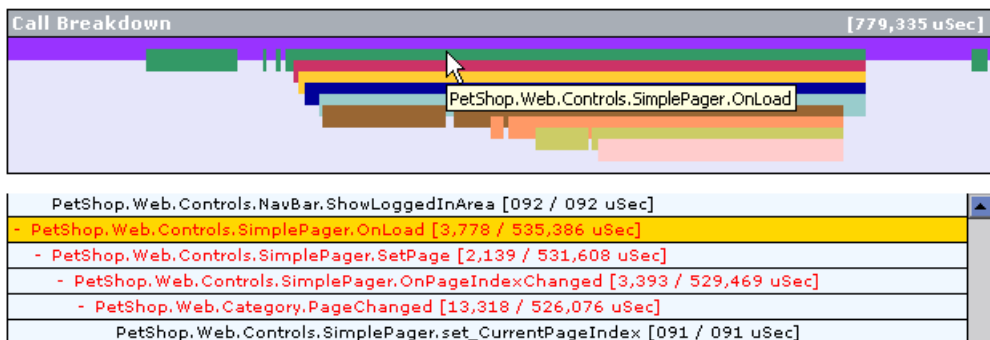 Call Breakdown [779,335 uSec]
PetShop.Web.Controls.SimplePager.OnLoad
PetShop.Web.Controls.NavBar.ShowLoggedInArea [092 / 092 uSec]
- PetShop.Web.Controls.SimplePager.OnLoad [3,778 / 535,386 uSec]
- PetShop.Web.Controls.SimplePager.SetPage [2,139 / 531,608 uSec]
- PetShop.Web.Controls.SimplePager.OnPageIndexChanged [3,393 / 529,469 uSec]
- PetShop.Web.Category.PageChanged [13,318 / 526,076 uSec]
PetShop.Web.Controls.SimplePager.set_CurrentPageIndex [091 / 091 uSec]